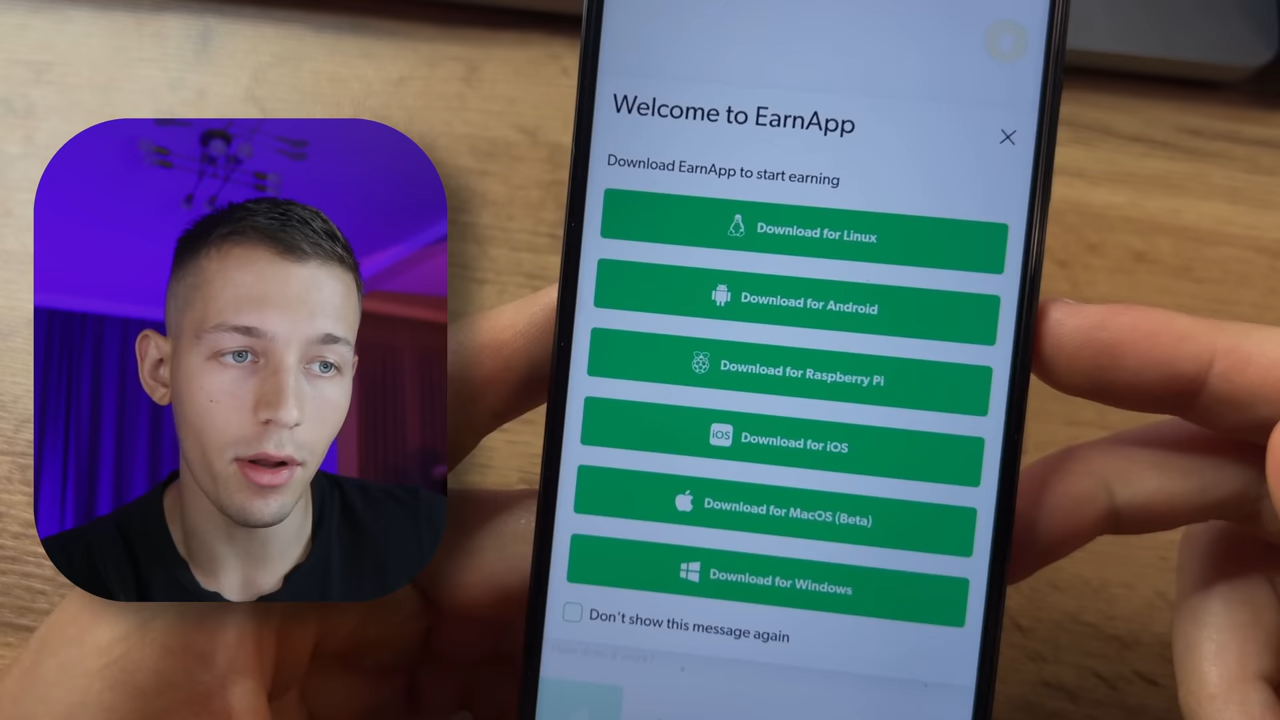 Welcome to EarnApp
Download EarnApp to start earning
Download for Linux
Download for Android
Download for Raspberry Pi
iOS Download for iOS
Download for MacOS (Beta)
Download for Windows
Don't show this message again